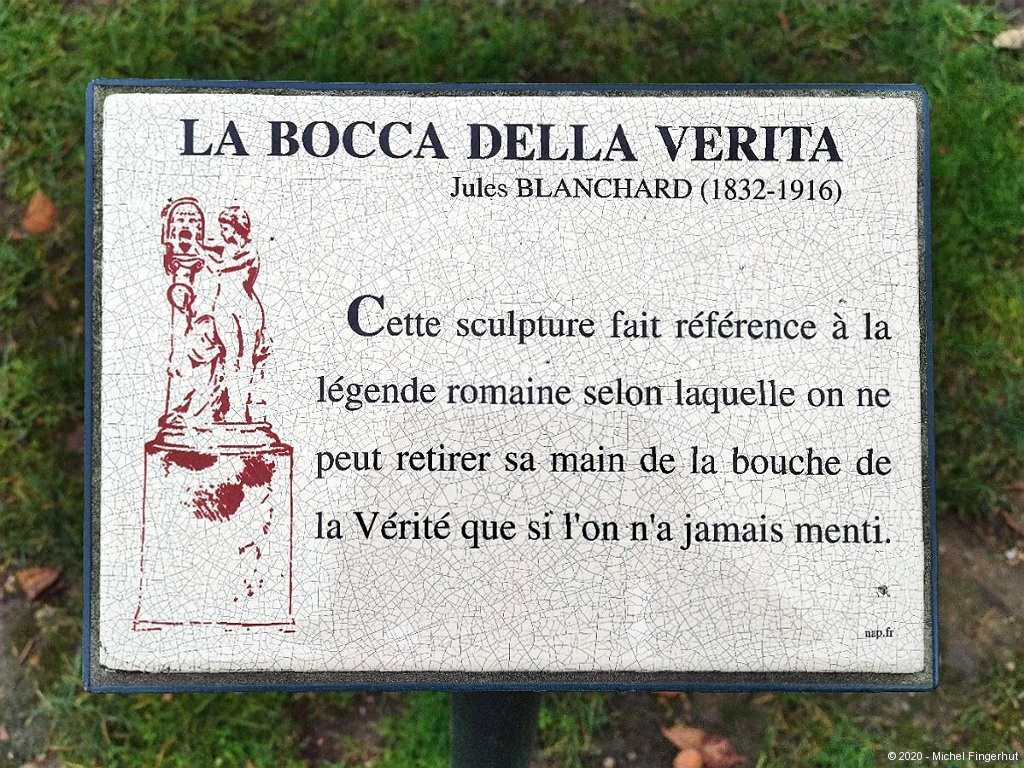 LA BOCCA DELLA VERITA
Jules BLANCHARD (1832-1916)
Cette sculpture fait référence à la
légende romaine selon laquelle on ne
peut retirer sa main de la bouche de
la Vérité que si l'on n'a jamais menti.
nap.fr
© 2020 - Michel Fingerhut